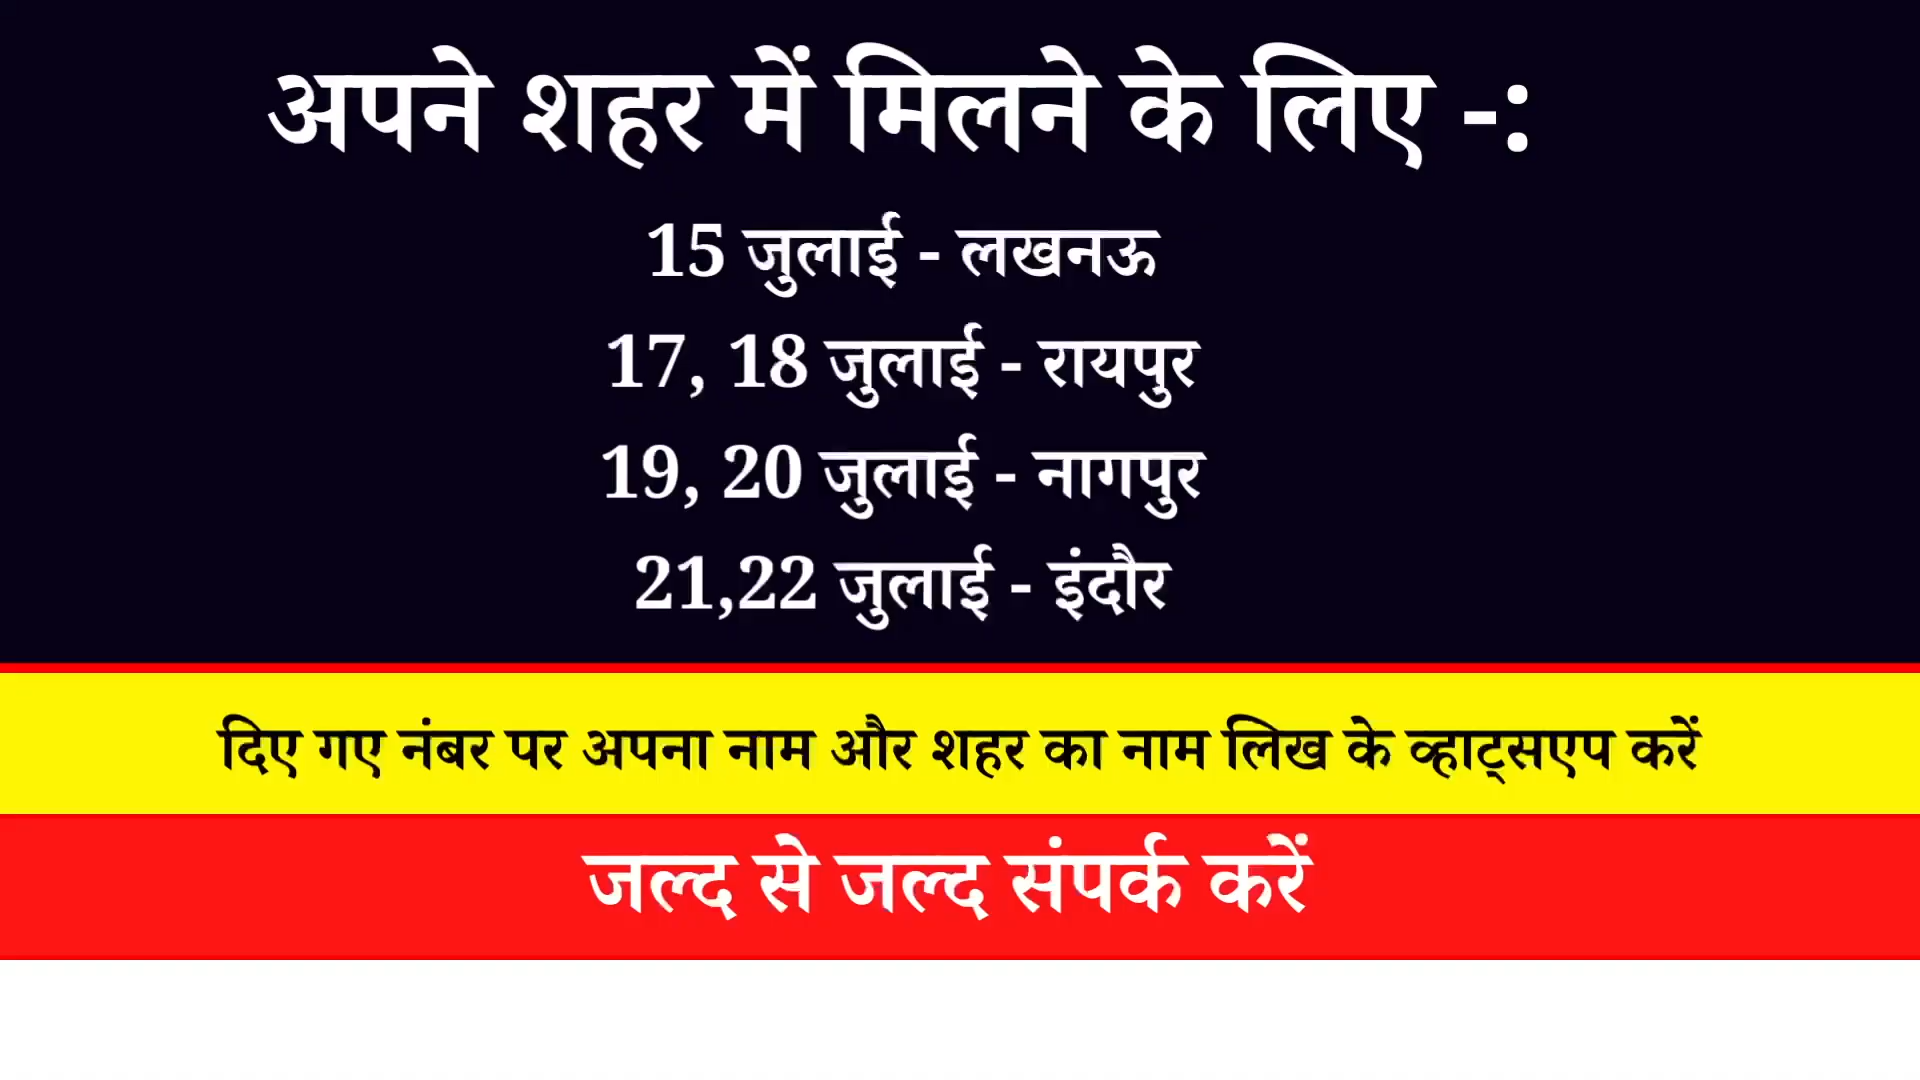 अपने शहर में मिलने के लिए -:
15 जुलाई - लखनऊ
17, 18 जुलाई - रायपुर
19, 20 जुलाई - नागपुर
21,22 जुलाई - इंदौर
दिए गए नंबर पर अपना नाम और शहर का नाम लिख के व्हाट्सएप करें
जल्द से जल्द संपर्क करें